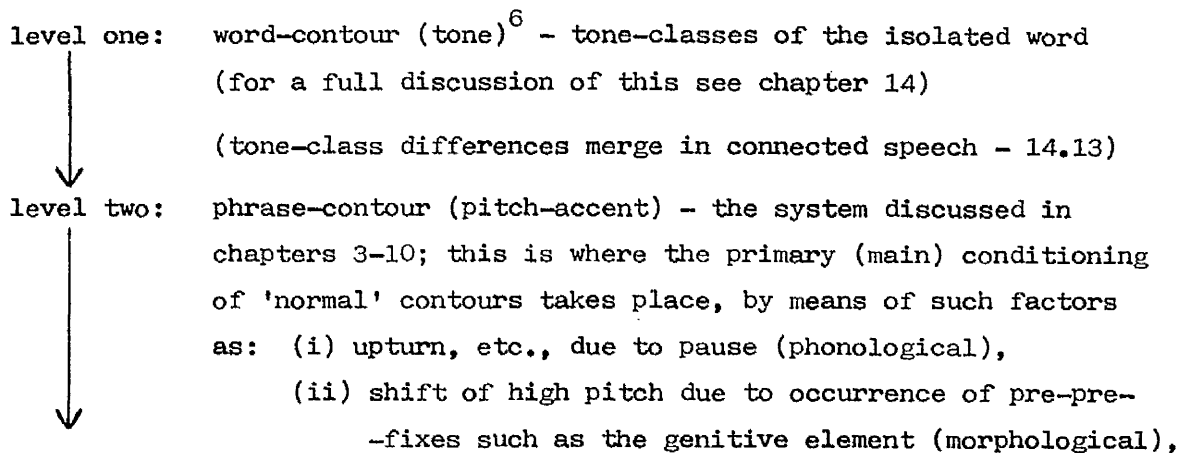 level one: word-contour (tone)6 - tone-classes of the isolated word
(for a full discussion of this see chapter 14)
(tone-class differences merge in connected speech - 14.13)
level two: phrase-contour (pitch-accent) - the system discussed in
chapters 3-10; this is where the primary (main) conditioning
of 'normal' contours takes place, by means of such factors
as: (i) upturn, etc., due to pause (phonological),
(ii) shift of high pitch due to occurrence of pre-pre-
-fixes such as the genitive element (morphological),